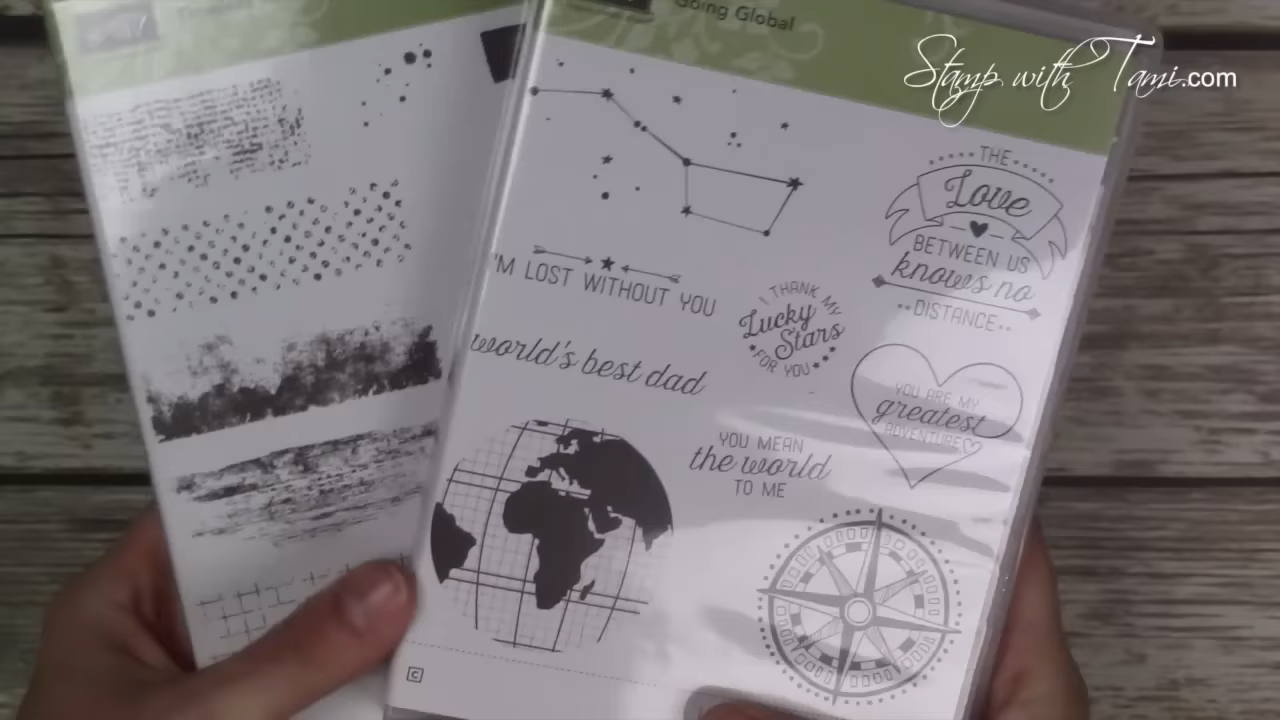 Going Global
Stamp with Tami.com
THE
Love
BETWEEN US
knows no
DISTANCE
'M LOST WITHOUT YOU
I THANK MY
Lucky
Stars
FOR YOU
world's best dad
YOU ARE MY
greatest
ADVENTURE
YOU MEAN
the world
TO ME
C